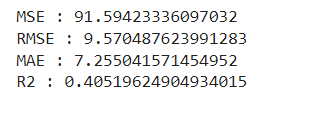 MSE : 91.59423336097032
RMSE : 9.570487623991283
MAE : 7.255041571454952
R2 : 0.40519624904934015